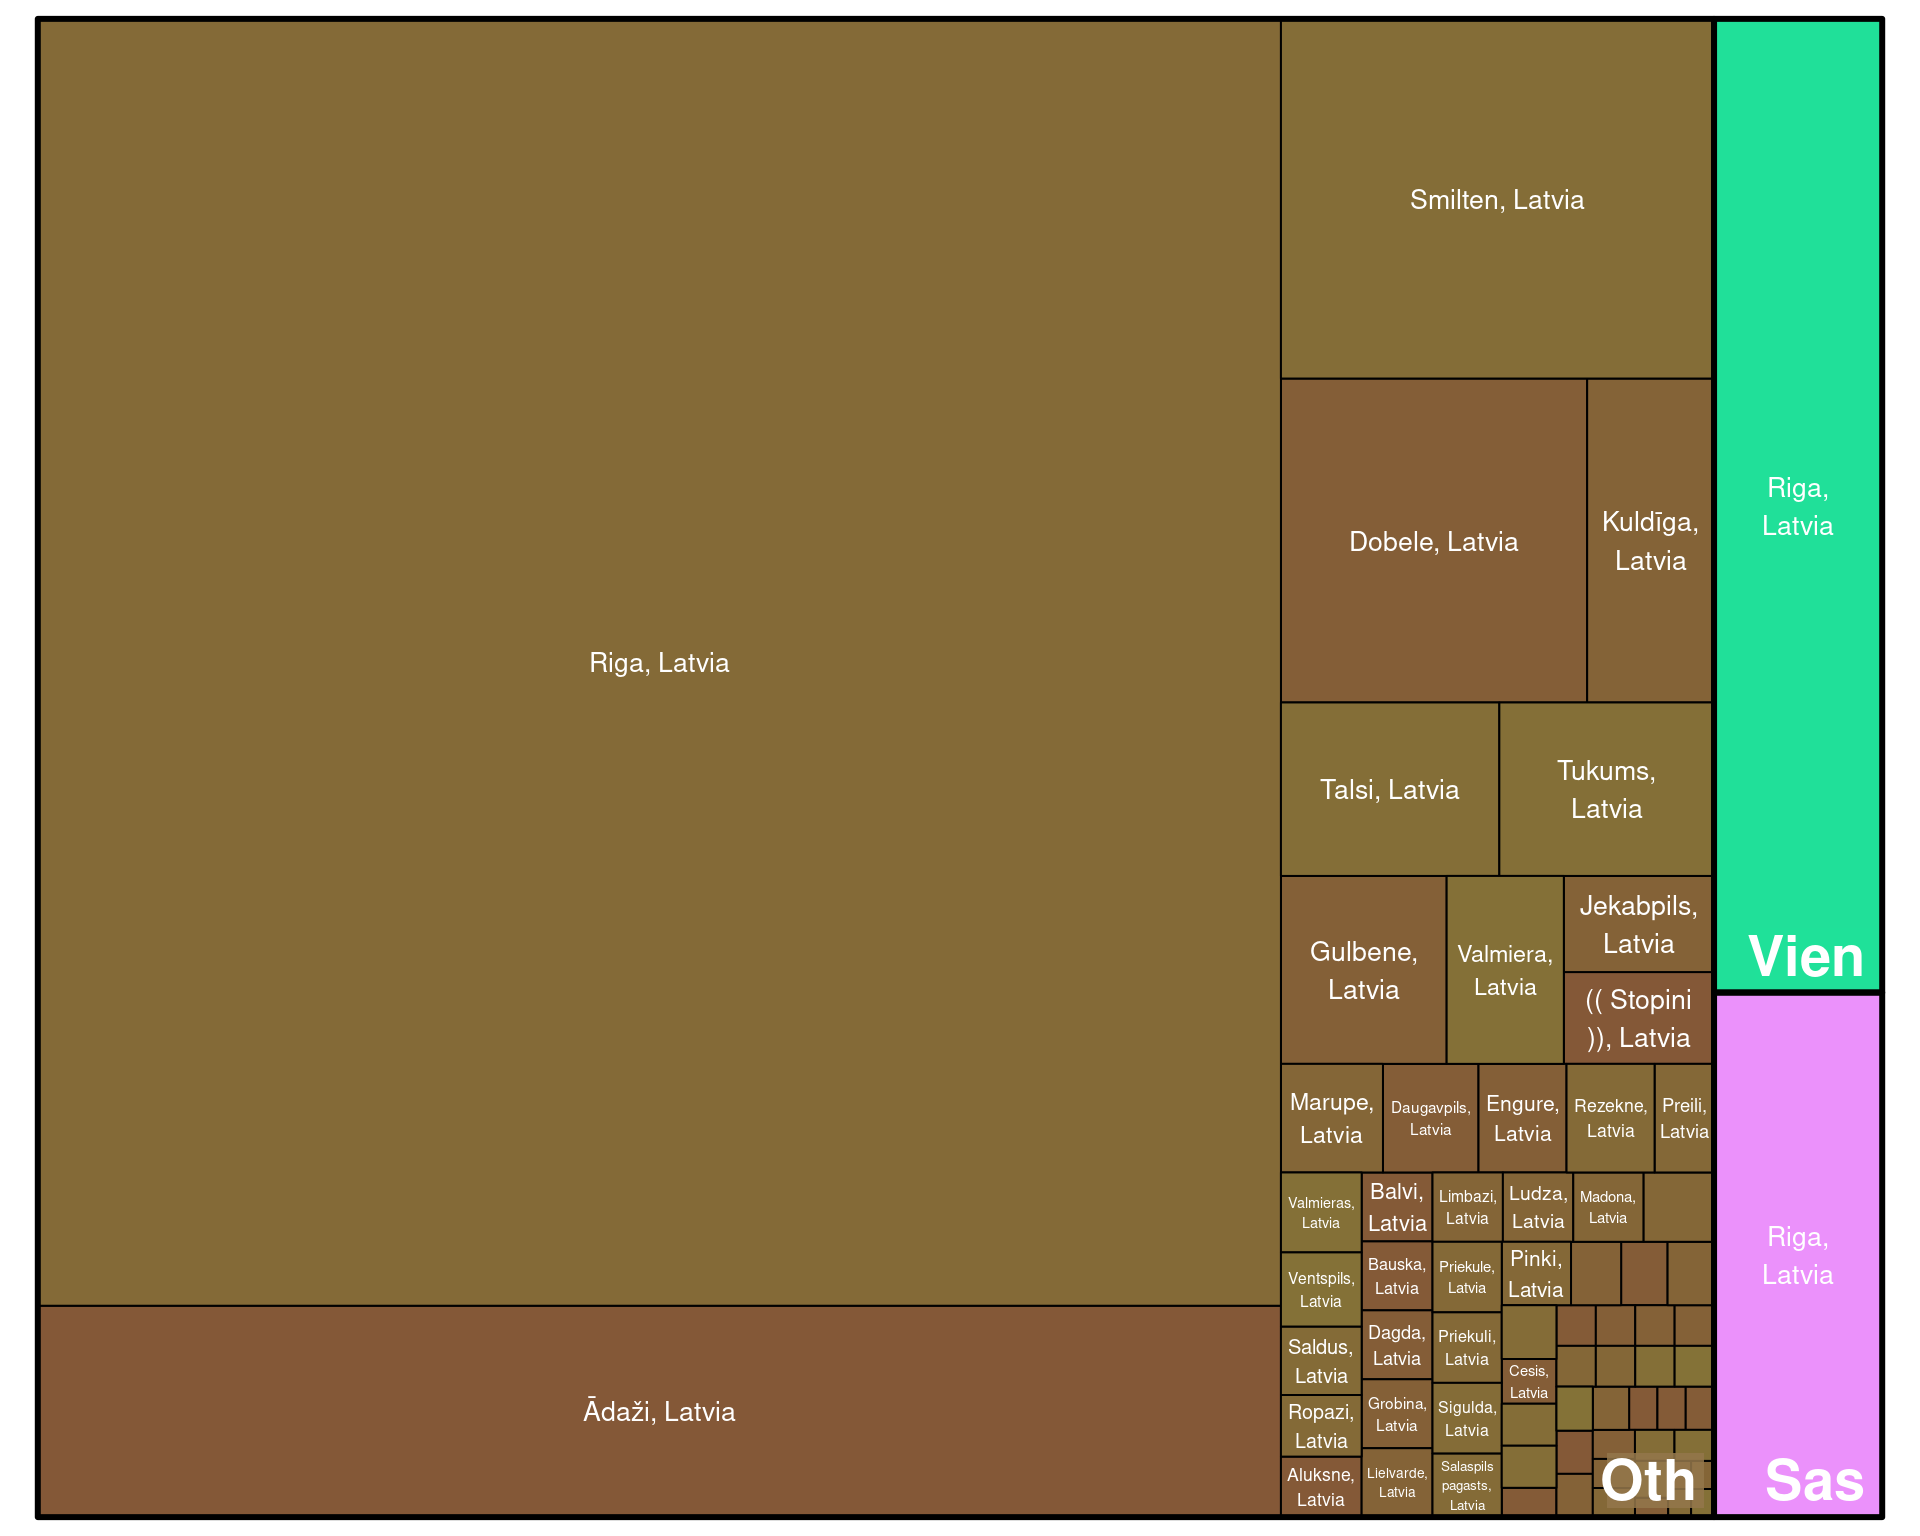 Smilten, Latvia
Riga,
Latvia
Kuldīga,
Latvia
Dobele, Latvia
Riga, Latvia
Talsi, Latvia
Tukums,
Latvia
Gulbene,
Latvia
Valmiera,
Latvia
Jekabpils,
Latvia
(( Stopini
)), Latvia
Vien
Marupe,
Latvia
Daugavpils,
Latvia
Engure,
Latvia
Rezekne,
Latvia
Preili,
Latvia
Valmieras,
Latvia
Balvi,
Latvia
Limbazi,
Latvia
Ludza,
Latvia
Madona,
Latvia
Riga,
Latvia
Ventspils,
Latvia
Bauska,
Latvia
Priekule,
Latvia
Pinki,
Latvia
Saldus,
Latvia
Dagda,
Latvia
Priekuli,
Latvia
Cesis,
Latvia
Ādaži, Latvia
Ropazi,
Latvia
Grobina,
Latvia
Sigulda,
Latvia
Aluksne,
Latvia
Lielvarde,
Latvia
Salaspils
pagasts,
Latvia
Oth
Sas